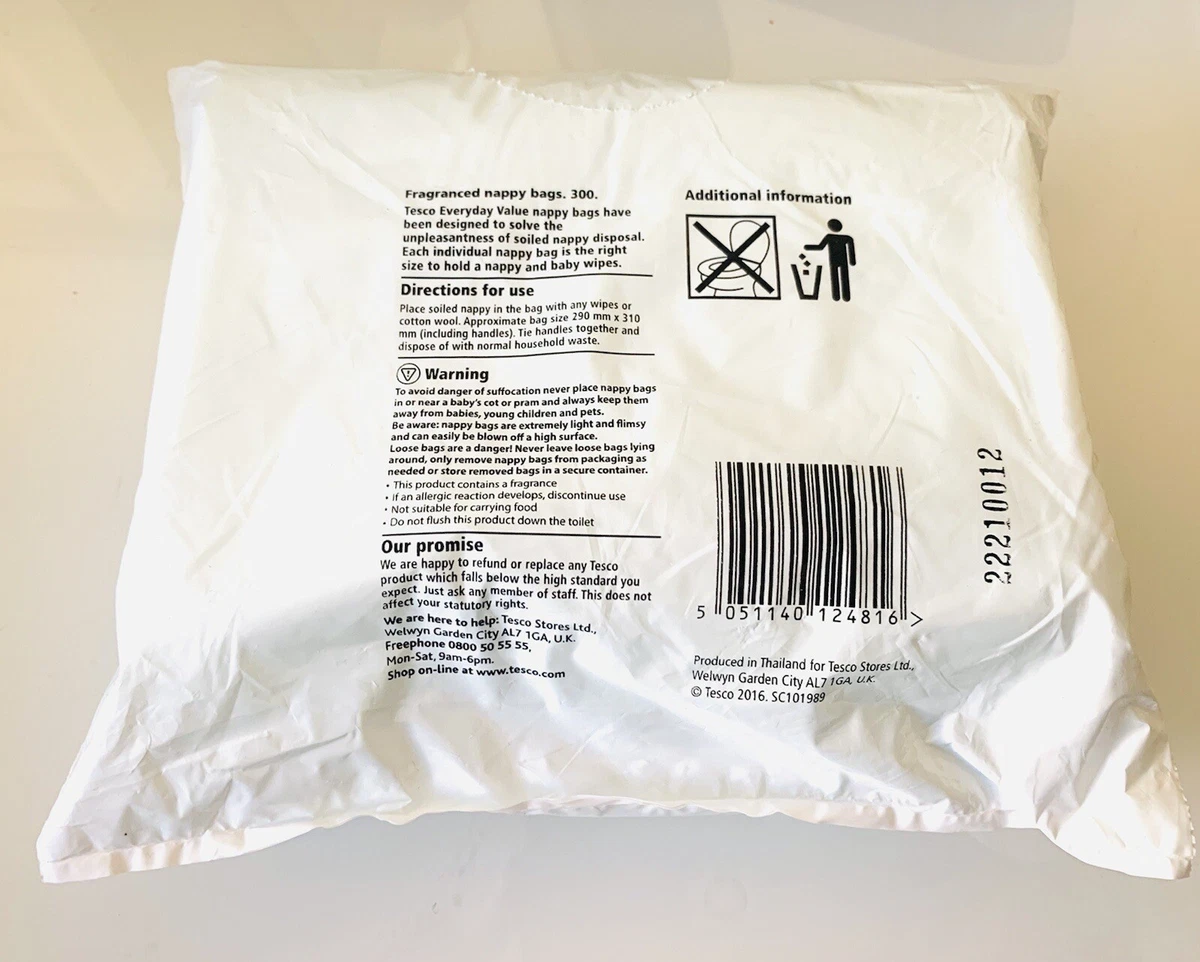 Fragranced nappy bags. 300.
Tesco Everyday Value nappy bags have
been designed to solve the
unpleasantness of soiled nappy disposal.
Each individual nappy bag is the right
size to hold a nappy and baby wipes.
Directions for use
Place soiled nappy in the bag with any wipes or
cotton wool. Approximate bag size 290 mm x 310
mm (including handles). Tie handles together and
dispose of with normal household waste.
Warning
To avoid danger of suffocation never place nappy bags
in or near a baby's cot or pram and always keep them
away from babies, young children and pets.
Be aware: nappy bags are extremely light and flimsy
and can easily be blown off a high surface.
Loose bags are a danger! Never leave loose bags lying
around, only remove nappy bags from packaging as
needed or store removed bags in a secure container.
• This product contains a fragrance
• If an allergic reaction develops, discontinue use
• Not suitable for carrying food
• Do not flush this product down the toilet
Our promise
We are happy to refund or replace any Tesco
product which falls below the high standard you
expect. Just ask any member of staff. This does not
affect your statutory rights.
We are here to help: Tesco Stores Ltd.,
Welwyn Garden City AL7 1GA, U.K.
Freephone 0800 50 55 55,
Mon-Sat, 9am-6pm.
Shop on-line at www.tesco.com
Additional information
5 051140 124816 >
Produced in Thailand for Tesco Stores Ltd.,
Welwyn Garden City AL7 1GA, U.K.
© Tesco 2016. SC101989
22210012